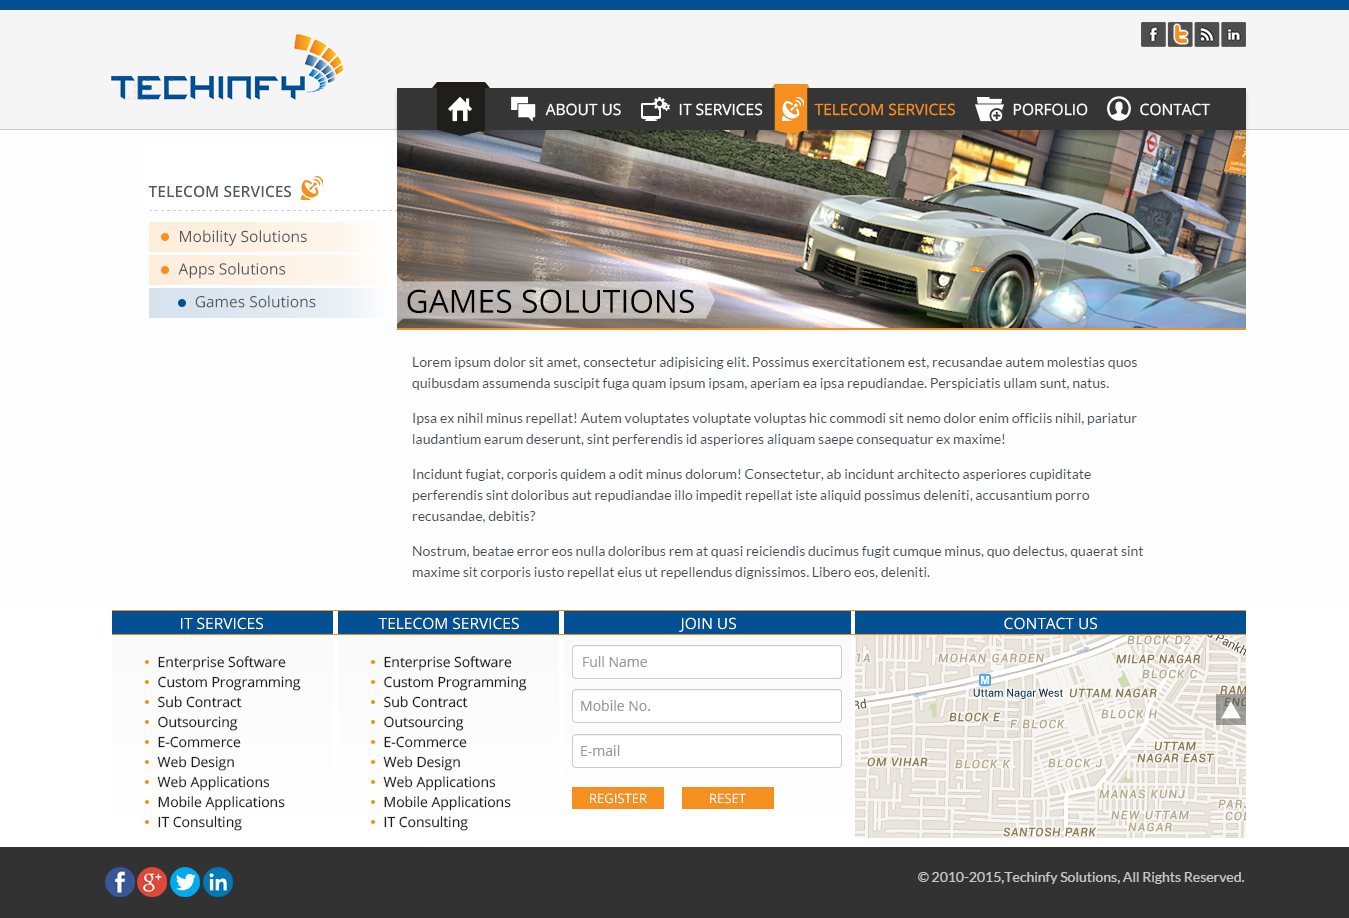 TECHINFY
ABOUT US
IT SERVICES
TELECOM SERVICES
PORFOLIO
CONTACT
TELECOM SERVICES
Mobility Solutions
Apps Solutions
Games Solutions
GAMES SOLUTIONS
Lorem ipsum dolor sit amet, consectetur adipisicing elit. Possimus exercitationem est, recusandae autem molestias quos
quibusdam assumenda suscipit fuga quam ipsum ipsam, aperiam ea ipsa repudiandae. Perspiciatis ullam sunt, natus.
Ipsa ex nihil minus repellat! Autem voluptates voluptate voluptas hic commodi sit nemo dolor enim officiis nihil, pariatur
laudantium earum deserunt, sint perferendis id asperiores aliquam saepe consequatur ex maxime!
Incidunt fugiat, corporis quidem a odit minus dolorum! Consectetur, ab incidunt architecto asperiores cupiditate
perferendis sint doloribus aut repudiandae illo impedit repellat iste aliquid possimus deleniti, accusantium porro
recusandae, debitis?
Nostrum, beatae error eos nulla doloribus rem at quasi reiciendis ducimus fugit cumque minus, quo delectus, quaerat sint
maxime sit corporis iusto repellat eius ut repellendus dignissimos. Libero eos, deleniti.
IT SERVICES
Enterprise Software
Custom Programming
Sub Contract
Outsourcing
E-Commerce
Web Design
Web Applications
Mobile Applications
IT Consulting
TELECOM SERVICES
Enterprise Software
Custom Programming
Sub Contract
Outsourcing
E-Commerce
Web Design
Web Applications
Mobile Applications
IT Consulting
JOIN US
Full Name
Mobile No.
E-mail
REGISTER
RESET
CONTACT US
BLOCK D2
MOHAN GARDEN
MILAP NAGAR
BLOCK C
M
Uttam Nagar West
UTTAM NAGAR
Rd
BLOCK E
F BLOCK
BLOCK H
UTTAM
NAGAR EAST
OM VIHAR
BLOCK K
BLOCK J
MANAS KUNJ
NEW UTTAM
NAGAR
SANTOSH PARK
© 2010-2015,Techinfy Solutions, All Rights Reserved.